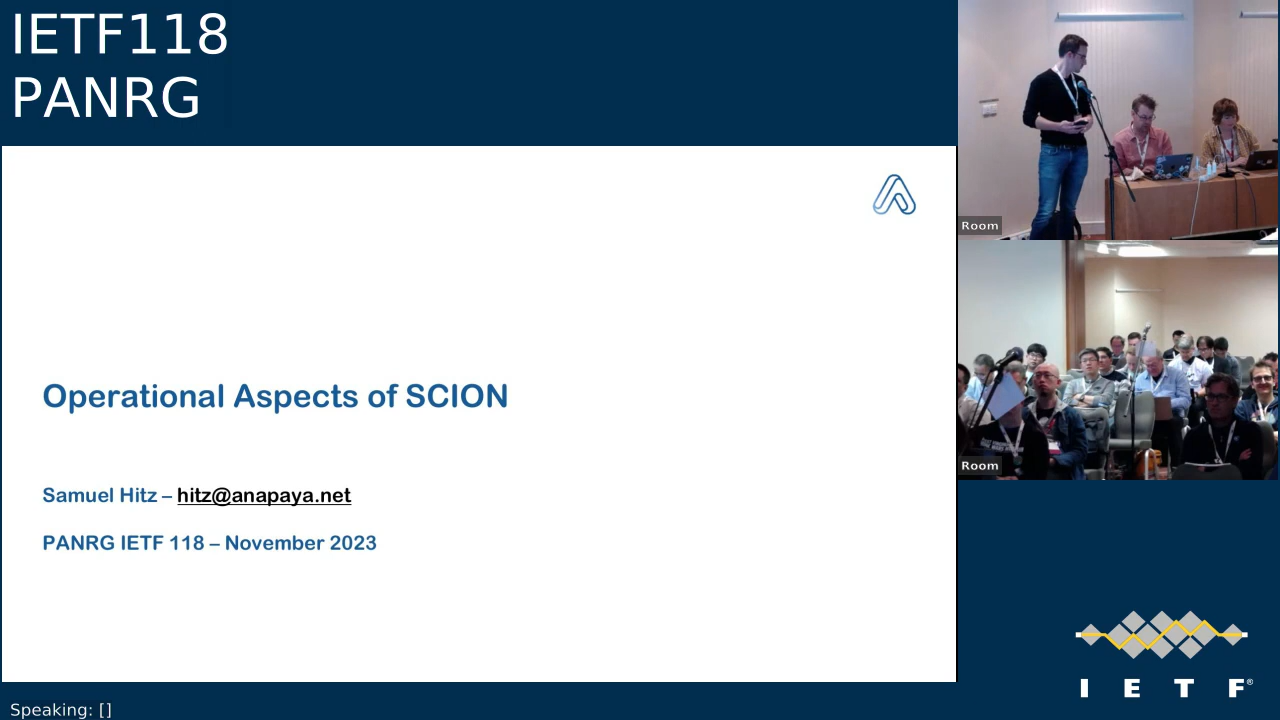 IETF118
PANRG
Operational Aspects of SCION
Samuel Hitz – hitz@anapaya.net
PANRG IETF 118 – November 2023
Room
Room
I E T F®
Speaking: []